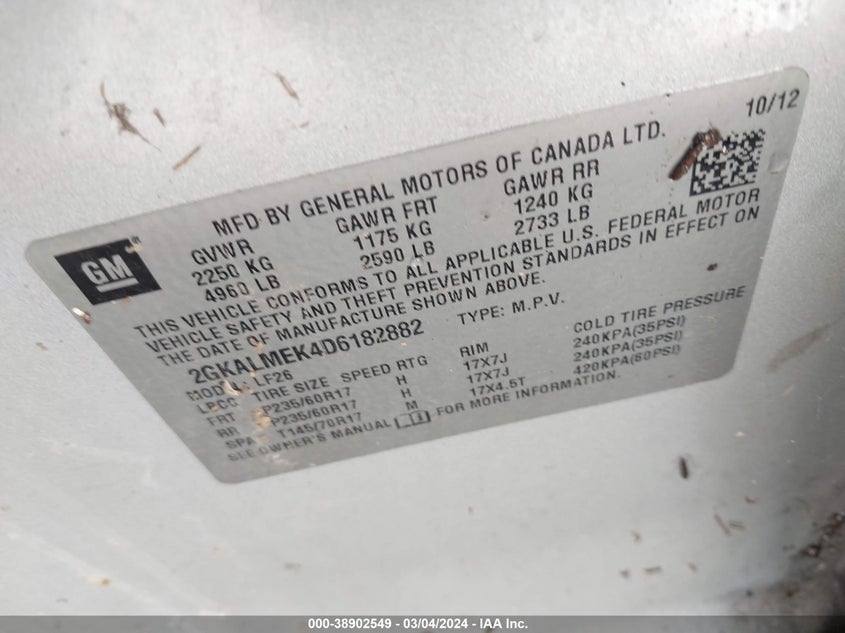 10/12
MFD BY GENERAL MOTORS OF CANADA LTD.
GM
GVWR GAWR FRT GAWR RR
2250 KG 1175 KG 1240 KG
4960 LB 2590 LB 2733 LB
THIS VEHICLE CONFORMS TO ALL APPLICABLE U.S. FEDERAL MOTOR
VEHICLE SAFETY AND THEFT PREVENTION STANDARDS IN EFFECT ON
THE DATE OF MANUFACTURE SHOWN ABOVE.
2GKALMEK4D6182882 TYPE: M.P.V.
LF26
LPCC TIRE SIZE SPEED RTG RIM COLD TIRE PRESSURE
FRT P235/60R17 H 17X7J 240KPA(35PSI)
RR P235/60R17 H 17X7J 240KPA(35PSI)
SPA T145/70R17 M 17X4.5T 420KPA(60PSI)
SEE OWNER'S MANUAL FOR MORE INFORMATION.
000-38902549 - 03/04/2024 - IAA Inc.